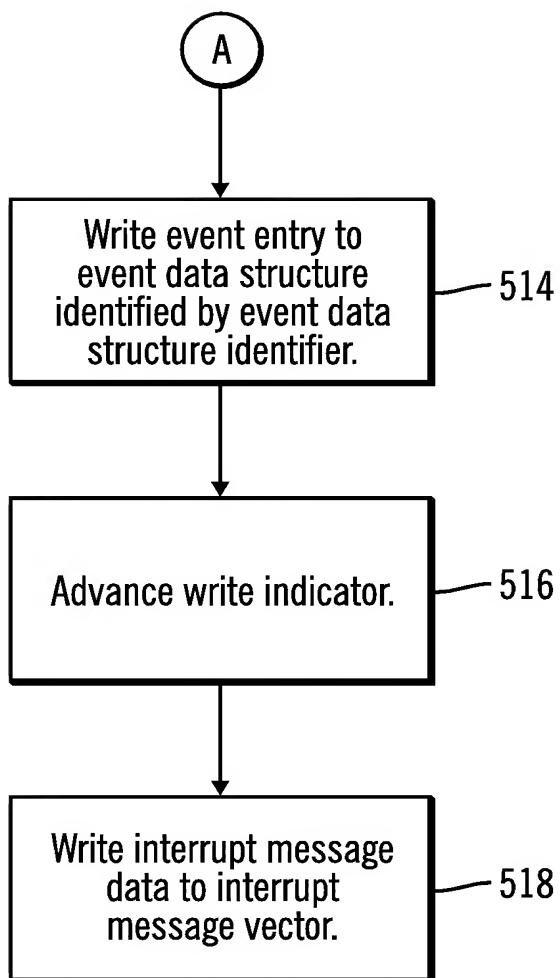 A
Write event entry to
event data structure
identified by event data
structure identifier.
514
Advance write indicator.
516
Write interrupt message
data to interrupt
message vector.
518